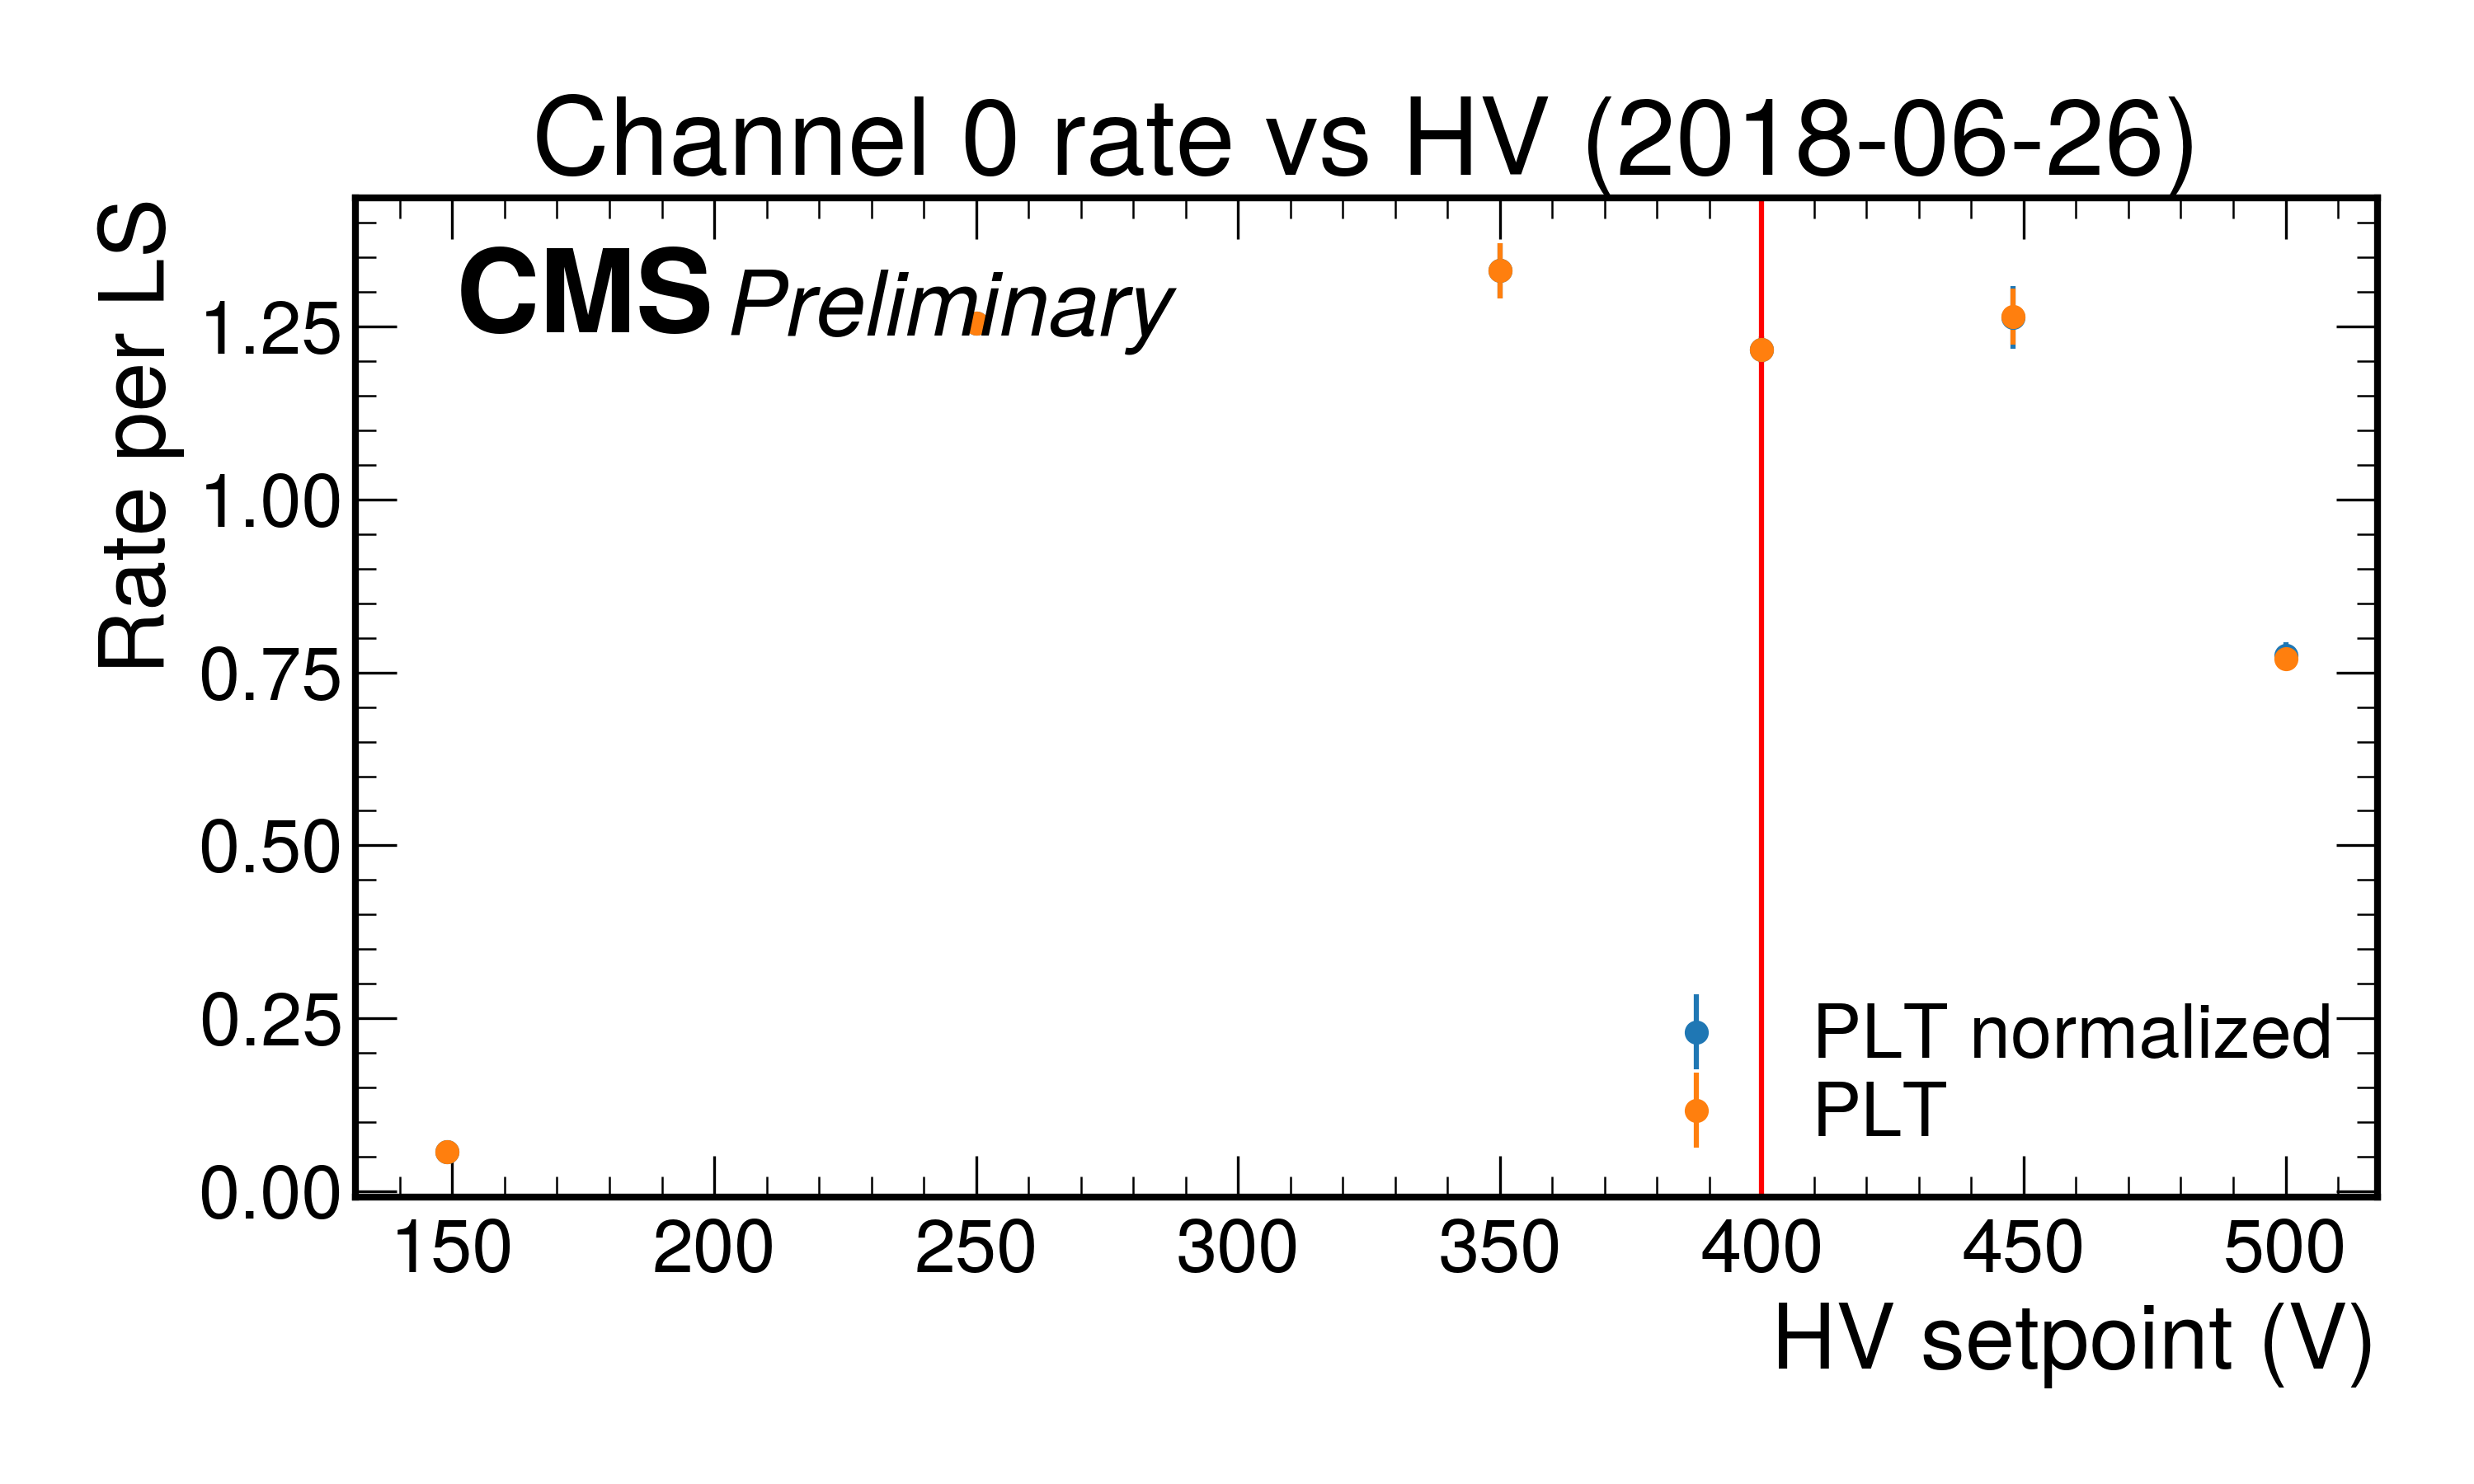 Channel 0 rate vs HV (2018-06-26)
CMS Preliminary
Rate per LS
1.25
1.00
0.75
0.50
0.25
0.00
PLT normalized
PLT
150 200 250 300 350 400 450 500
HV setpoint (V)